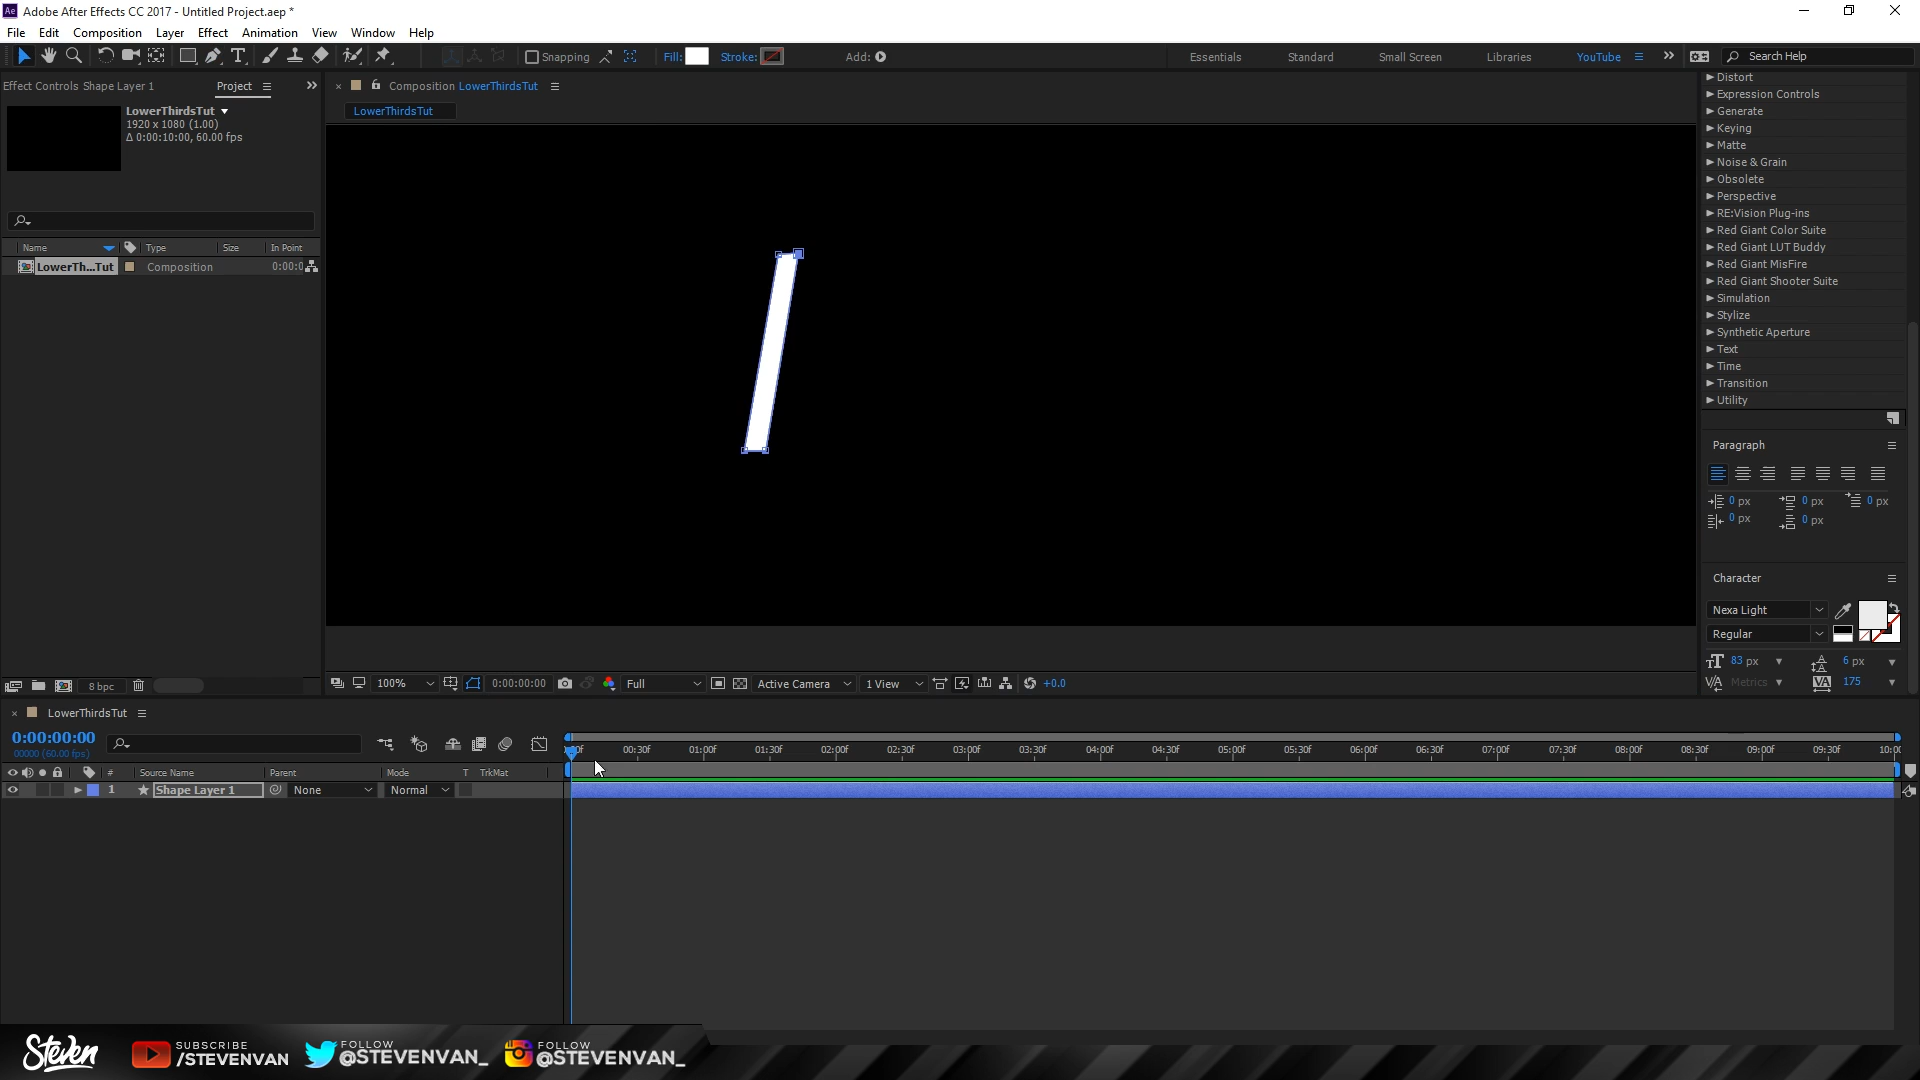 Ae Adobe After Effects CC 2017 - Untitled Project.aep *
File Edit Composition Layer Effect Animation View Window Help
Snapping Fill: Stroke: Add: Essentials Standard Small Screen Libraries YouTube Search Help
Effect Controls Shape Layer 1 Project
Composition LowerThirdsTut
LowerThirdsTut
LowerThirdsTut
1920 x 1080 (1.00)
Δ 0:00:10:00, 60.00 fps
Name Type Size In Point
LowerTh...Tut Composition 0:00:0
Distort
Expression Controls
Generate
Keying
Matte
Noise & Grain
Obsolete
Perspective
RE:Vision Plug-ins
Red Giant Color Suite
Red Giant LUT Buddy
Red Giant MisFire
Red Giant Shooter Suite
Simulation
Stylize
Synthetic Aperture
Text
Time
Transition
Utility
Paragraph
0 px 0 px 0 px
0 px 0 px
Character
Nexa Light
Regular
83 px 6 px
Metrics 175
8 bpc
100% 0:00:00:00 Full Active Camera 1 View +0.0
LowerThirdsTut
0:00:00:00
00000 (60.00 fps)
00:30f 01:00f 01:30f 02:00f 02:30f 03:00f 03:30f 04:00f 04:30f 05:00f 05:30f 06:00f 06:30f 07:00f 07:30f 08:00f 08:30f 09:00f 09:30f 10:00
# Source Name Parent Mode T TrkMat
1 Shape Layer 1 None Normal
Steven
SUBSCRIBE
/STEVENVAN
FOLLOW
@STEVENVAN_
FOLLOW
@STEVENVAN_